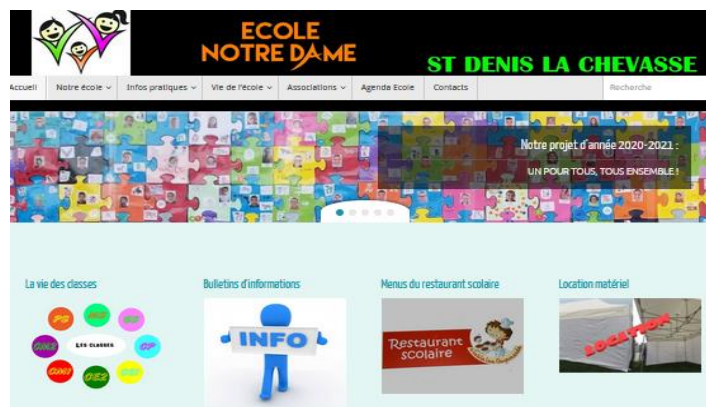 ECOLE
NOTRE DAME
ST DENIS LA CHEVASSE
Accueil Notre école Infos pratiques Vie de l'école Associations Agenda Ecole Contacts Recherche
Notre projet d'année 2020-2021 :
UN POUR TOUS, TOUS ENSEMBLE !
La vie des classes Bulletins d'informations Menus du restaurant scolaire Location matériel
PS MS GS
CM2 LES CLASSES CP
CM1 CE2 CE1
INFO
Restaurant
scolaire
LOCATION